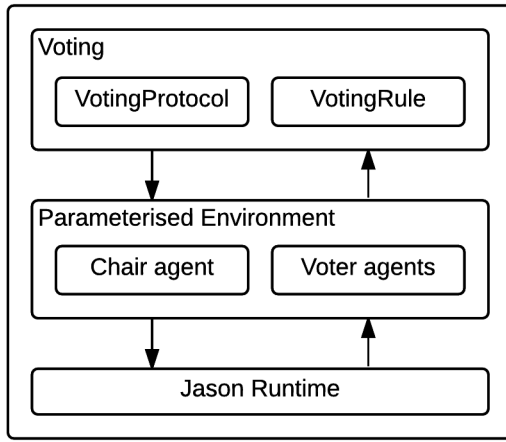 Voting
VotingProtocol
VotingRule
Parameterised Environment
Chair agent
Voter agents
Jason Runtime